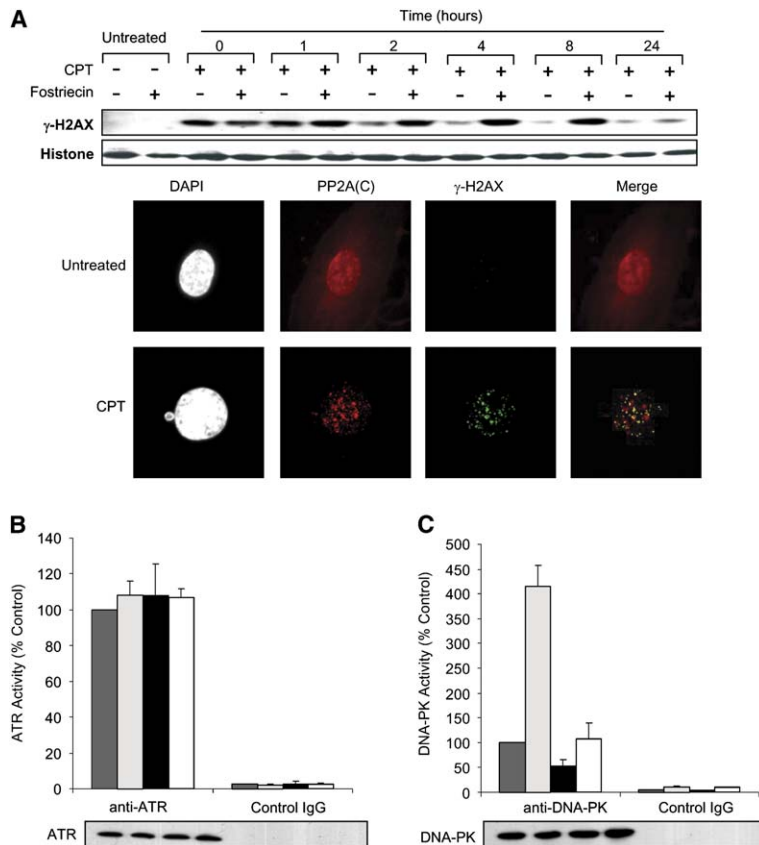 A
Time (hours)
Untreated 0 1 2 4 8 24
CPT - - + + + + + + + + + + + +
Fostriecin - + - + - + - + - + - + - +
γ-H2AX
Histone
DAPI PP2A(C) γ-H2AX Merge
Untreated
CPT
B
ATR Activity (% Control)
140
120
100
80
60
40
20
0
anti-ATR Control IgG
ATR
C
DNA-PK Activity (% Control)
500
450
400
350
300
250
200
150
100
50
0
anti-DNA-PK Control IgG
DNA-PK